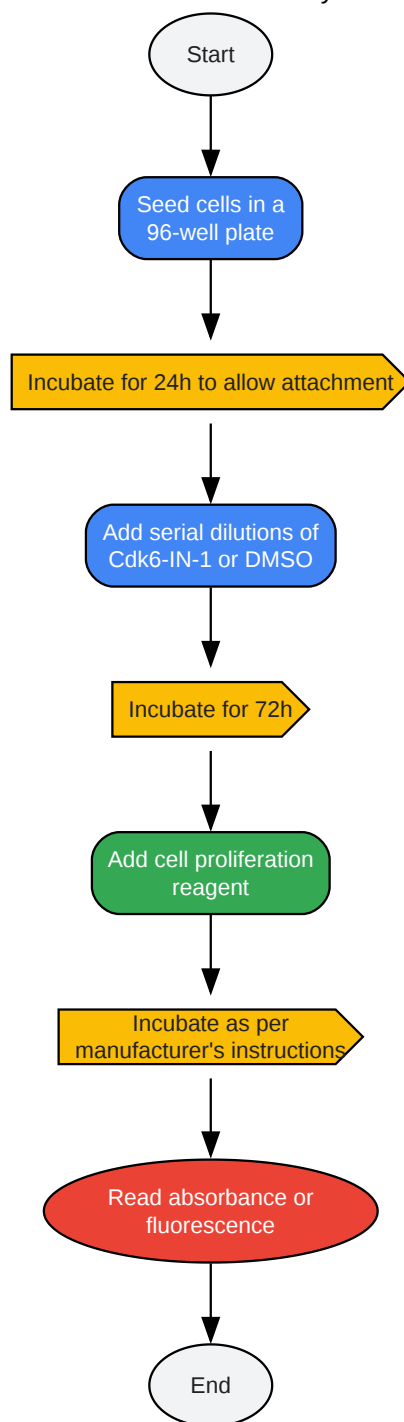 Start
Seed cells in a
96-well plate
Incubate for 24h to allow attachment
Add serial dilutions of
Cdk6-IN-1 or DMSO
Incubate for 72h
Add cell proliferation
reagent
Incubate as per
manufacturer's instructions
Read absorbance or
fluorescence
End